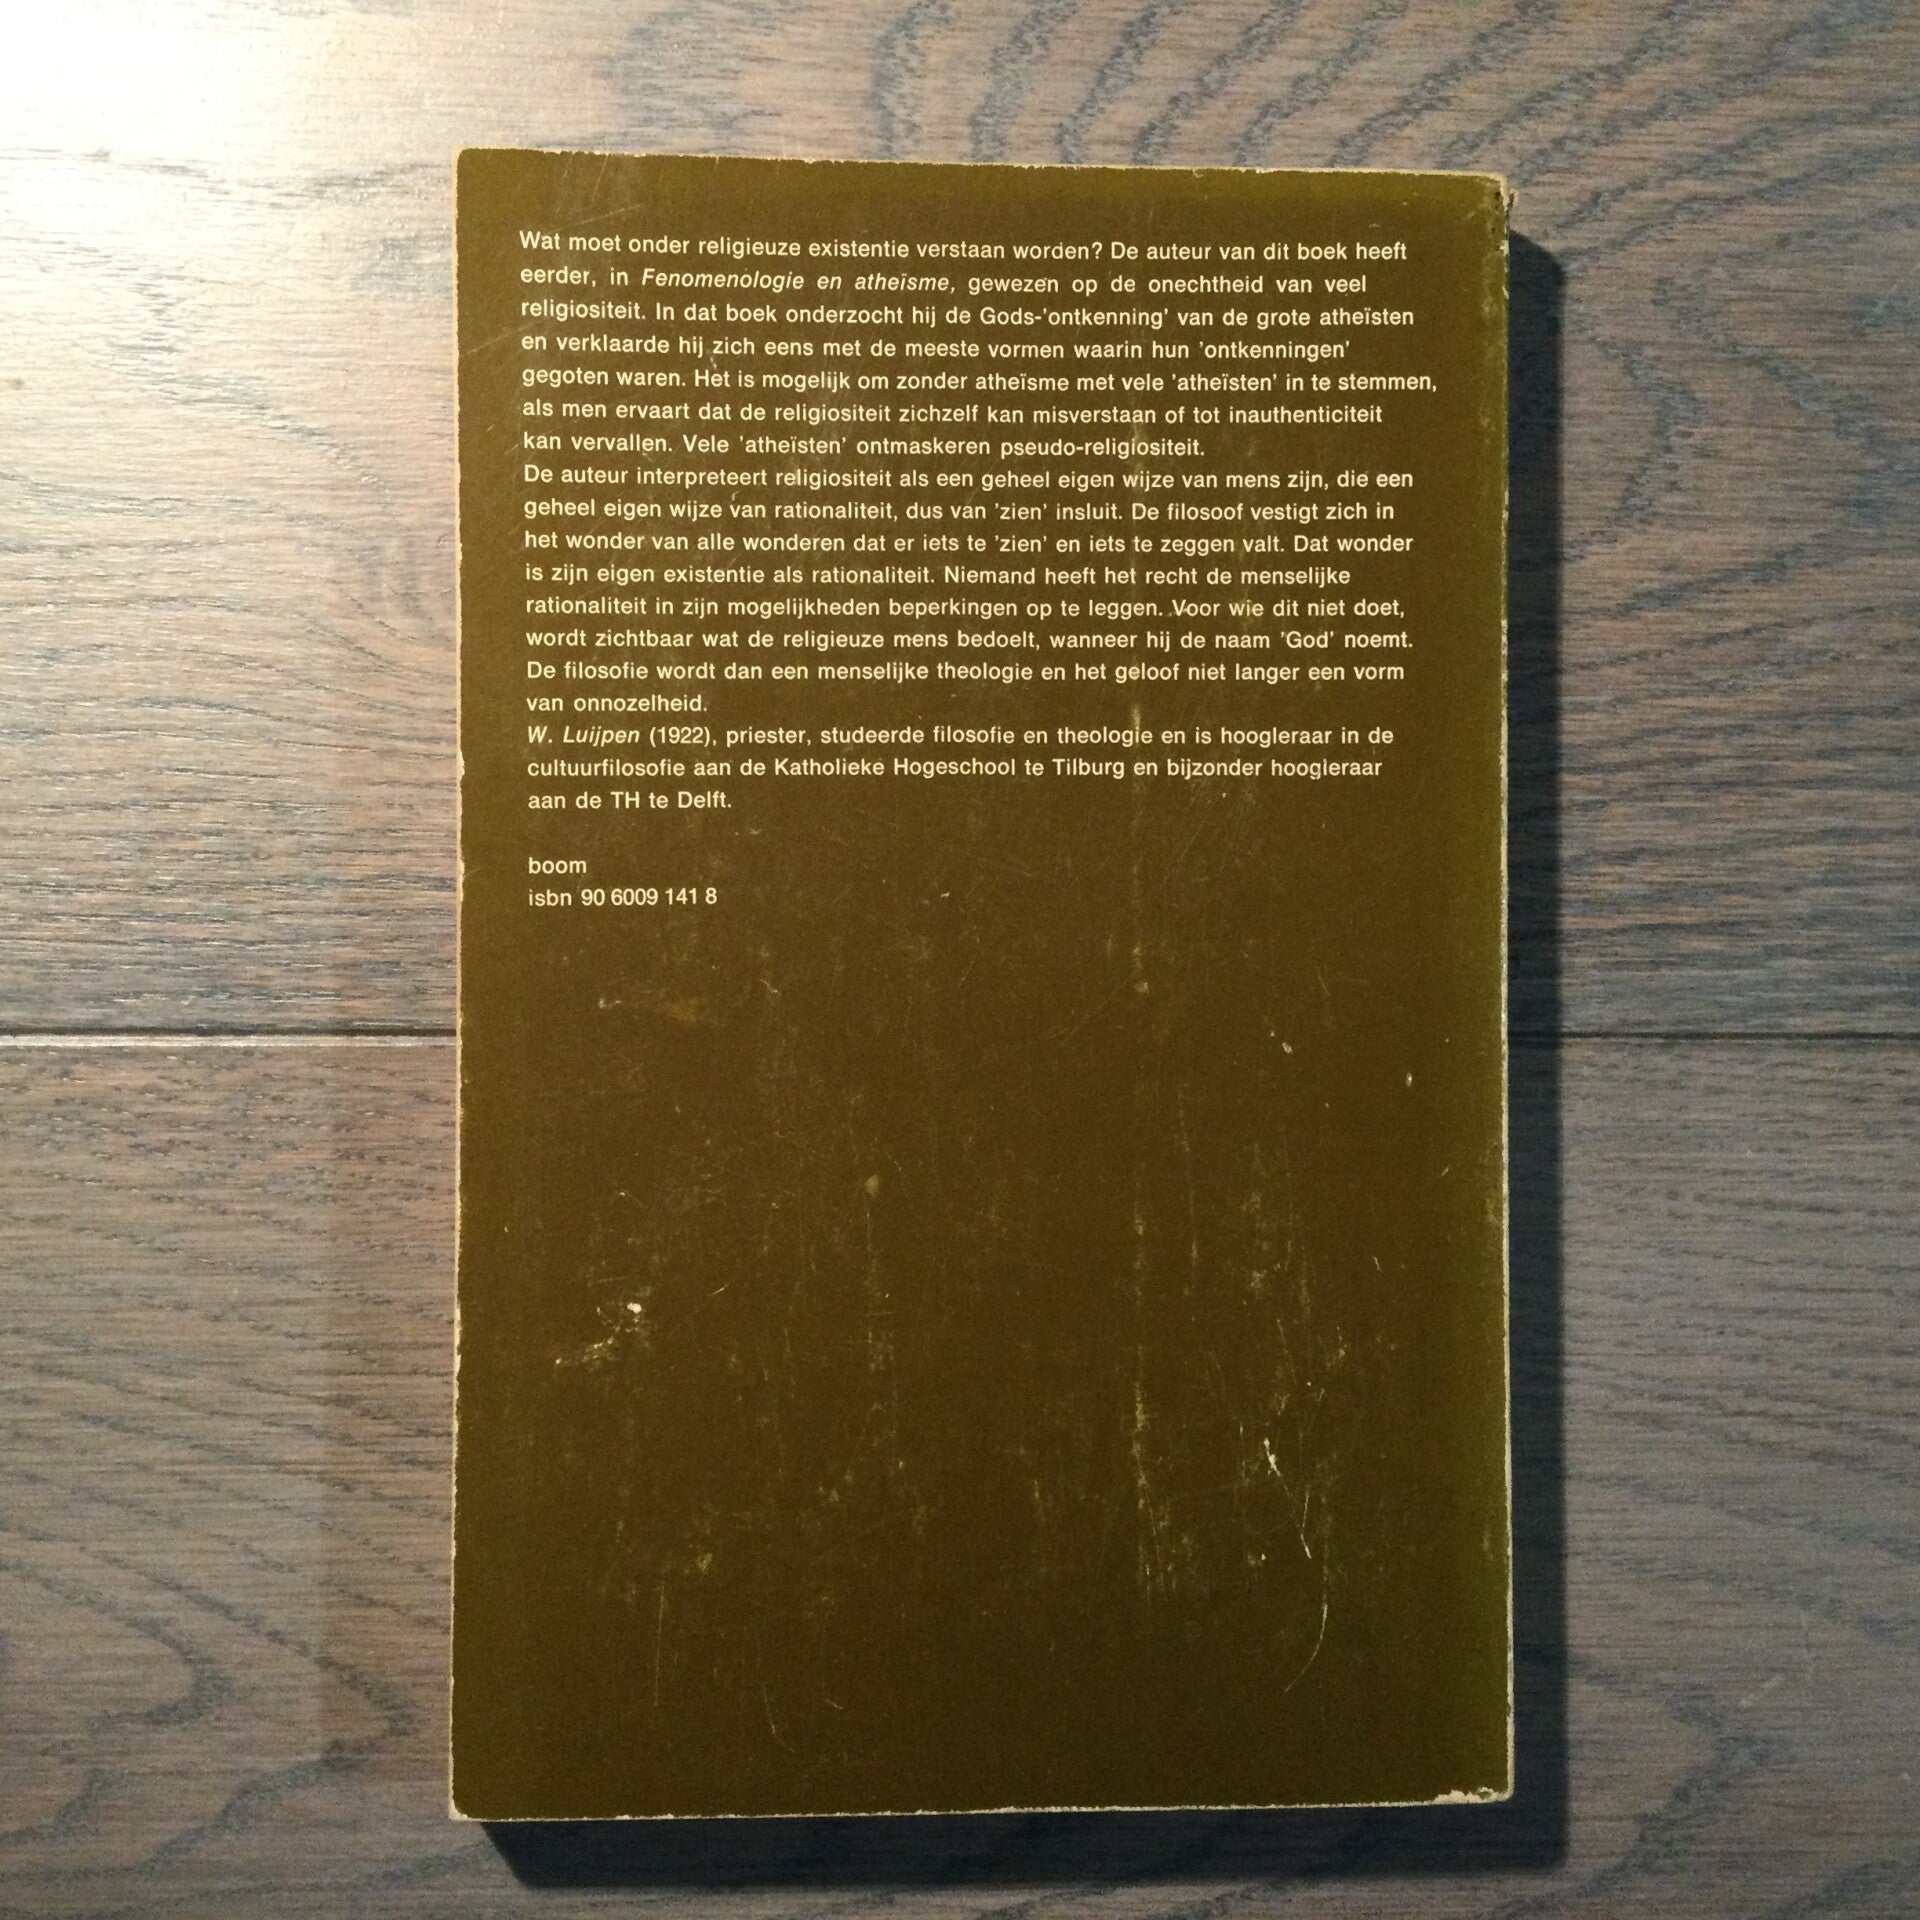 Wat moet onder religieuze existentie verstaan worden? De auteur van dit boek heeft
eerder, in Fenomenologie en atheïsme, gewezen op de onechtheid van veel
religiositeit. In dat boek onderzocht hij de Gods-'ontkenning' van de grote atheïsten
en verklaarde hij zich eens met de meeste vormen waarin hun 'ontkenningen'
gegoten waren. Het is mogelijk om zonder atheïsme met vele 'atheïsten' in te stemmen,
als men ervaart dat de religiositeit zichzelf kan misverstaan of tot inauthenticiteit
kan vervallen. Vele 'atheïsten' ontmaskeren pseudo-religiositeit.
De auteur interpreteert religiositeit als een geheel eigen wijze van mens zijn, die een
geheel eigen wijze van rationaliteit, dus van 'zien' insluit. De filosoof vestigt zich in
het wonder van alle wonderen dat er iets te 'zien' en iets te zeggen valt. Dat wonder
is zijn eigen existentie als rationaliteit. Niemand heeft het recht de menselijke
rationaliteit in zijn mogelijkheden beperkingen op te leggen. Voor wie dit niet doet,
wordt zichtbaar wat de religieuze mens bedoelt, wanneer hij de naam 'God' noemt.
De filosofie wordt dan een menselijke theologie en het geloof niet langer een vorm
van onnozelheid.
W. Luijpen (1922), priester, studeerde filosofie en theologie en is hoogleraar in de
cultuurfilosofie aan de Katholieke Hogeschool te Tilburg en bijzonder hoogleraar
aan de TH te Delft.
boom
isbn 90 6009 141 8